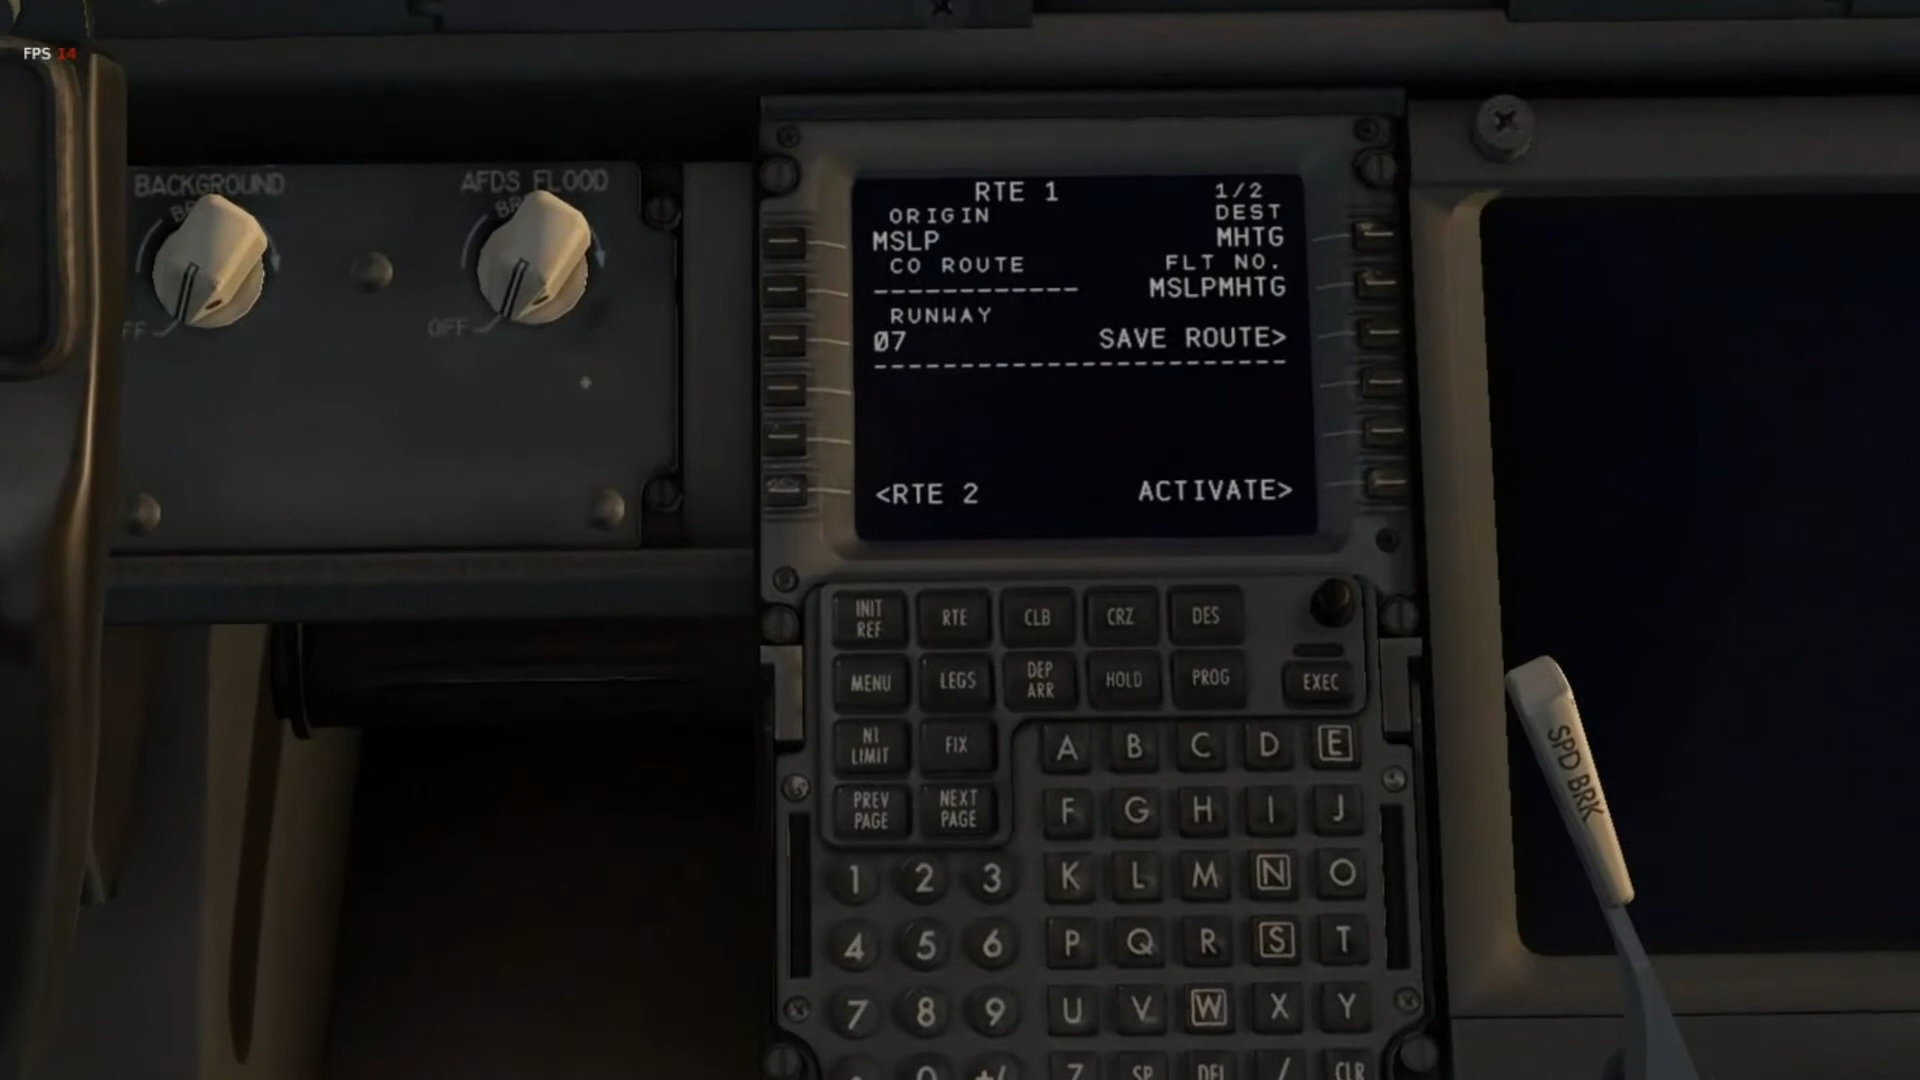 FPS 14
BACKGROUND
AFDS FLOOD
OFF
RTE 1 1/2
ORIGIN DEST
MSLP MHTG
CO ROUTE FLT NO.
------------ MSLPMHTG
RUNWAY
07 SAVE ROUTE>
------------------------
<RTE 2 ACTIVATE>
INIT REF RTE CLB CRZ DES
MENU LEGS DEP ARR HOLD PROG EXEC
N1 LIMIT FIX A B C D E
PREV PAGE NEXT PAGE F G H I J
1 2 3 K L M N O
4 5 6 P Q R S T
7 8 9 U V W X Y
0 +/ Z SP DEL / CLR
SPD BRK